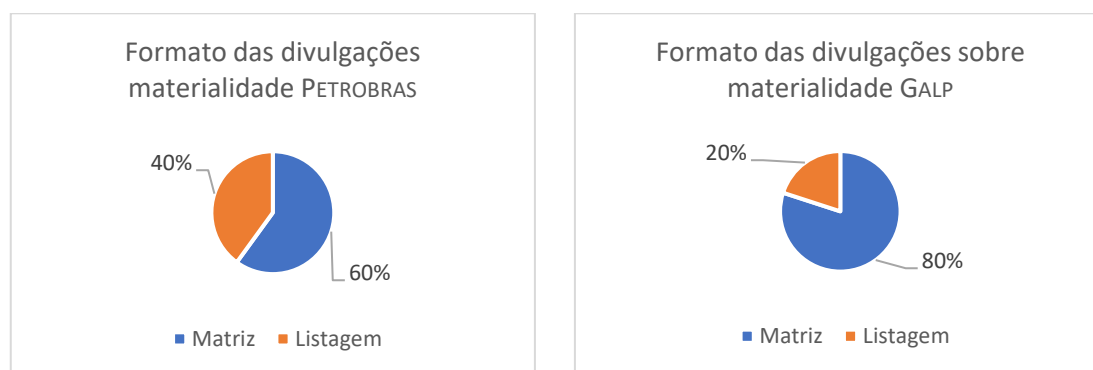 Formato das divulgações
materialidade PETROBRAS
40%
60%
Matriz Listagem
Formato das divulgações sobre
materialidade GALP
20%
80%
Matriz Listagem